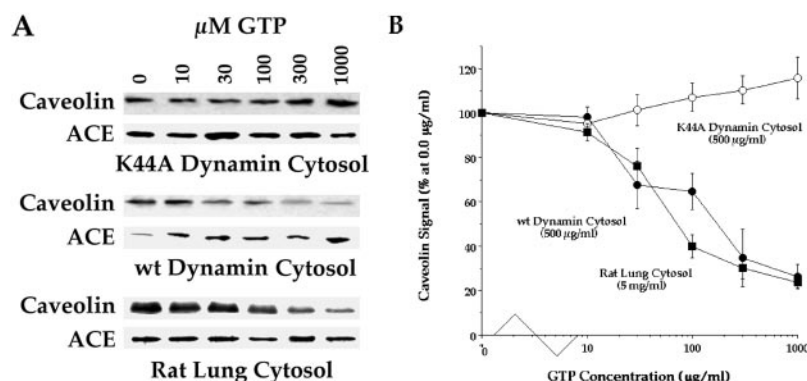 A
μM GTP
0 10 30 100 300 1000
Caveolin
ACE
K44A Dynamin Cytosol
Caveolin
ACE
wt Dynamin Cytosol
Caveolin
ACE
Rat Lung Cytosol
B
Caveolin Signal (% at 0.0 μg/ml)
120
100
80
60
40
20
0
K44A Dynamin Cytosol
(500 μg/ml)
wt Dynamin Cytosol
(500 μg/ml)
Rat Lung Cytosol
(5 mg/ml)
0 10 100 1000
GTP Concentration (μg/ml)